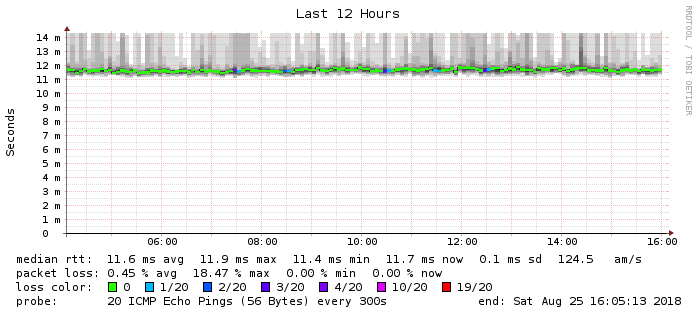 Last 12 Hours
RRDTOOL / TOBI OETIKER
Seconds
14 m
13 m
12 m
11 m
10 m
9 m
8 m
7 m
6 m
5 m
4 m
3 m
2 m
1 m
0
06:00 08:00 10:00 12:00 14:00 16:00
median rtt: 11.6 ms avg 11.9 ms max 11.4 ms min 11.7 ms now 0.1 ms sd 124.5 am/s
packet loss: 0.45 % avg 18.47 % max 0.00 % min 0.00 % now
loss color: 0 1/20 2/20 3/20 4/20 10/20 19/20
probe: 20 ICMP Echo Pings (56 Bytes) every 300s end: Sat Aug 25 16:05:13 2018